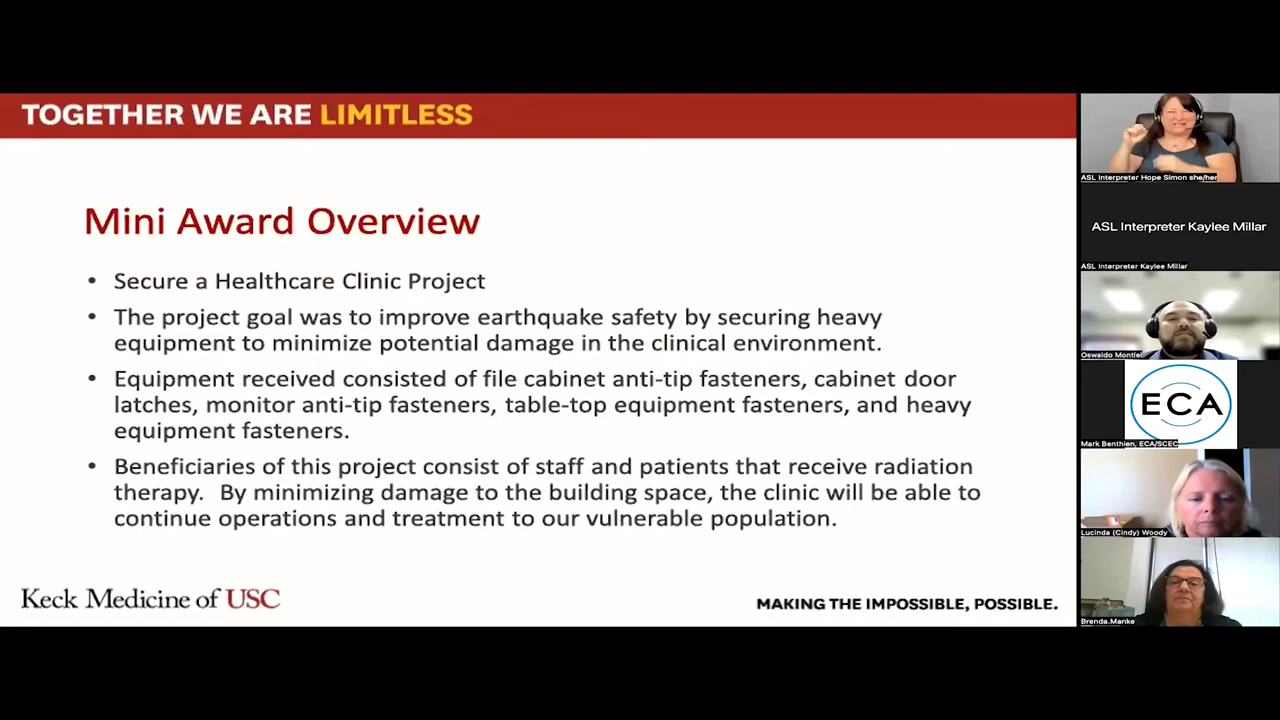 TOGETHER WE ARE LIMITLESS
Mini Award Overview
• Secure a Healthcare Clinic Project
• The project goal was to improve earthquake safety by securing heavy
equipment to minimize potential damage in the clinical environment.
• Equipment received consisted of file cabinet anti-tip fasteners, cabinet door
latches, monitor anti-tip fasteners, table-top equipment fasteners, and heavy
equipment fasteners.
• Beneficiaries of this project consist of staff and patients that receive radiation
therapy.  By minimizing damage to the building space, the clinic will be able to
continue operations and treatment to our vulnerable population.
Keck Medicine of USC
MAKING THE IMPOSSIBLE, POSSIBLE.
ASL Interpreter Hope Simon she/her
ASL Interpreter Kaylee Millar
ASL Interpreter Kaylee Millar
Oswaldo Montiel
ECA
Mark Benthien, ECA/SCEC
Lucinda (Cindy) Woody
Brenda.Manke